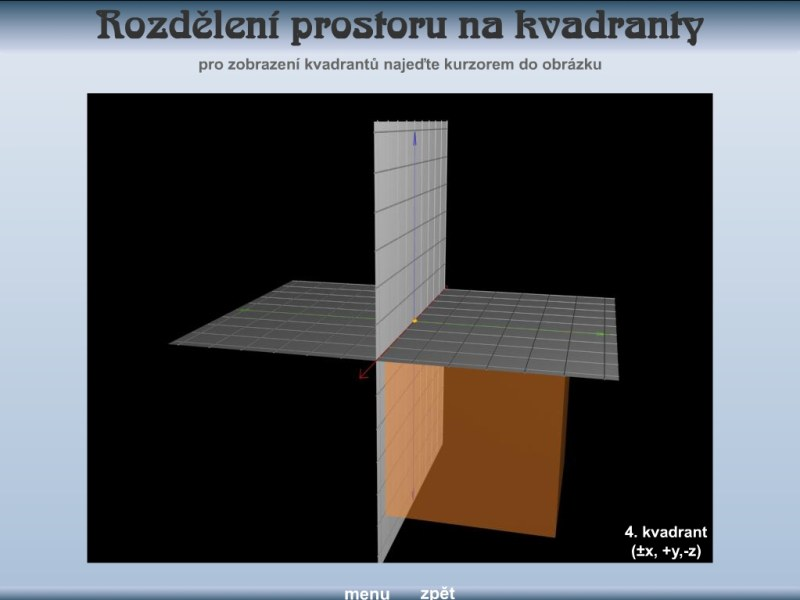 Rozdělení prostoru na kvadranty
pro zobrazení kvadrantů najeďte kurzorem do obrázku
4. kvadrant
(±x, +y,-z)
menu zpět